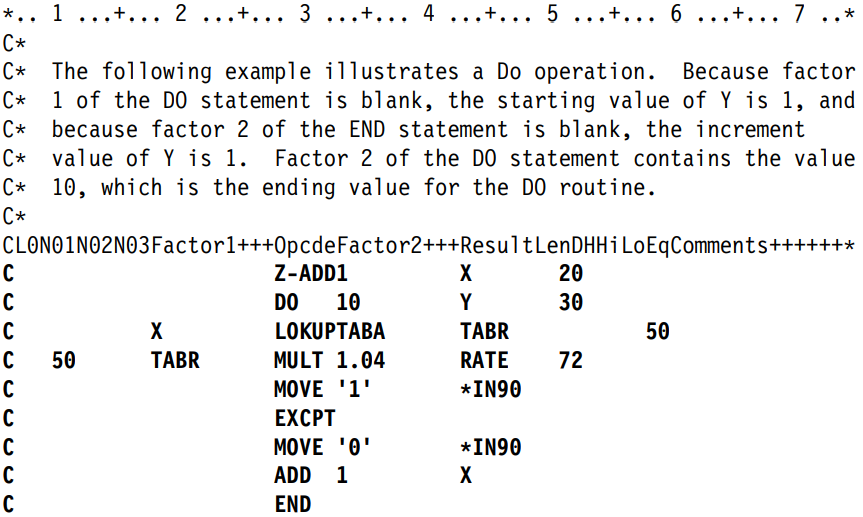 *.. 1 ...+... 2 ...+... 3 ...+... 4 ...+... 5 ...+... 6 ...+... 7 ..*
C*
C*  The following example illustrates a Do operation.  Because factor
C*  1 of the DO statement is blank, the starting value of Y is 1, and
C*  because factor 2 of the END statement is blank, the increment
C*  value of Y is 1.  Factor 2 of the DO statement contains the value
C*  10, which is the ending value for the DO routine.
C*
CL0N01N02N03Factor1+++OpcdeFactor2+++ResultLenDHHiLoEqComments++++++*
C                     Z-ADD1         X       20
C                     DO   10        Y       30
C           X         LOKUPTABA      TABR           50
C   50      TABR      MULT 1.04      RATE    72
C                     MOVE '1'       *IN90
C                     EXCPT
C                     MOVE '0'       *IN90
C                     ADD  1         X
C                     END